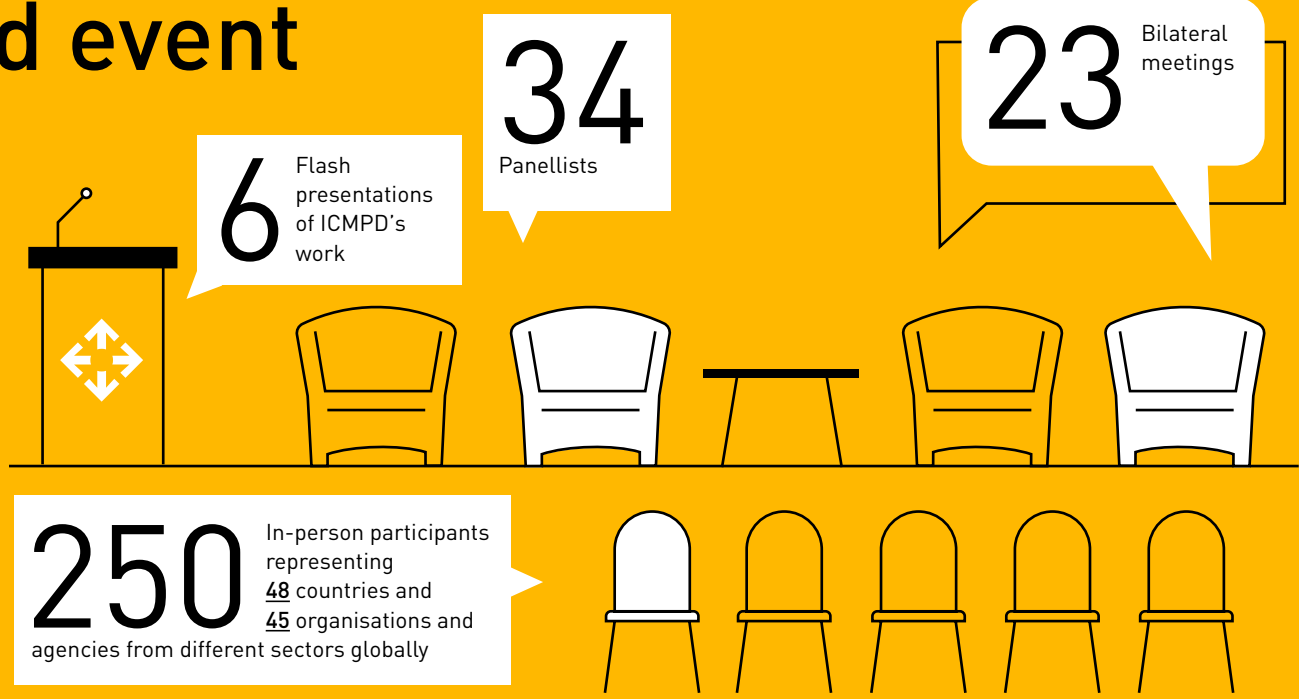 d event
34
Panellists
23
Bilateral
meetings
6
Flash
presentations
of ICMPD's
work
250
In-person participants
representing
48 countries and
45 organisations and
agencies from different sectors globally